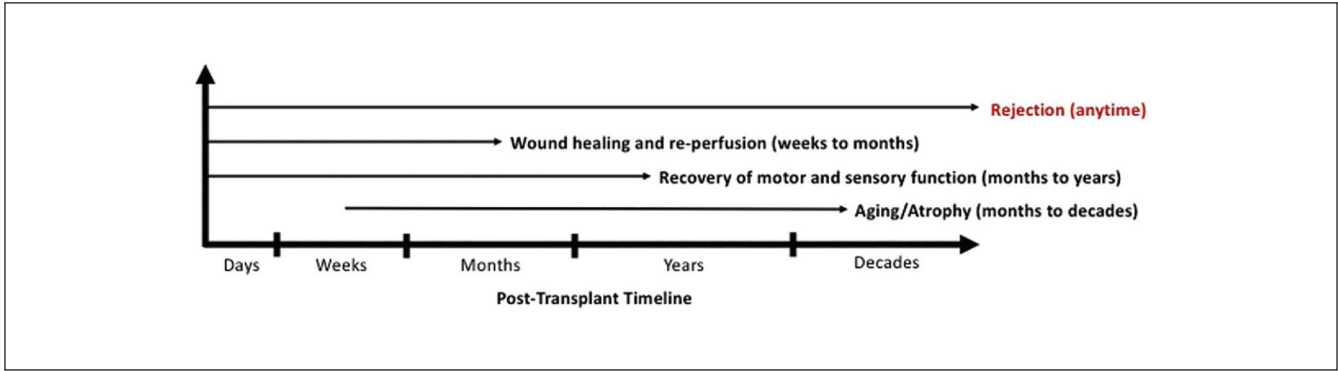 Rejection (anytime)
Wound healing and re-perfusion (weeks to months)
Recovery of motor and sensory function (months to years)
Aging/Atrophy (months to decades)
Days Weeks Months Years Decades
Post-Transplant Timeline